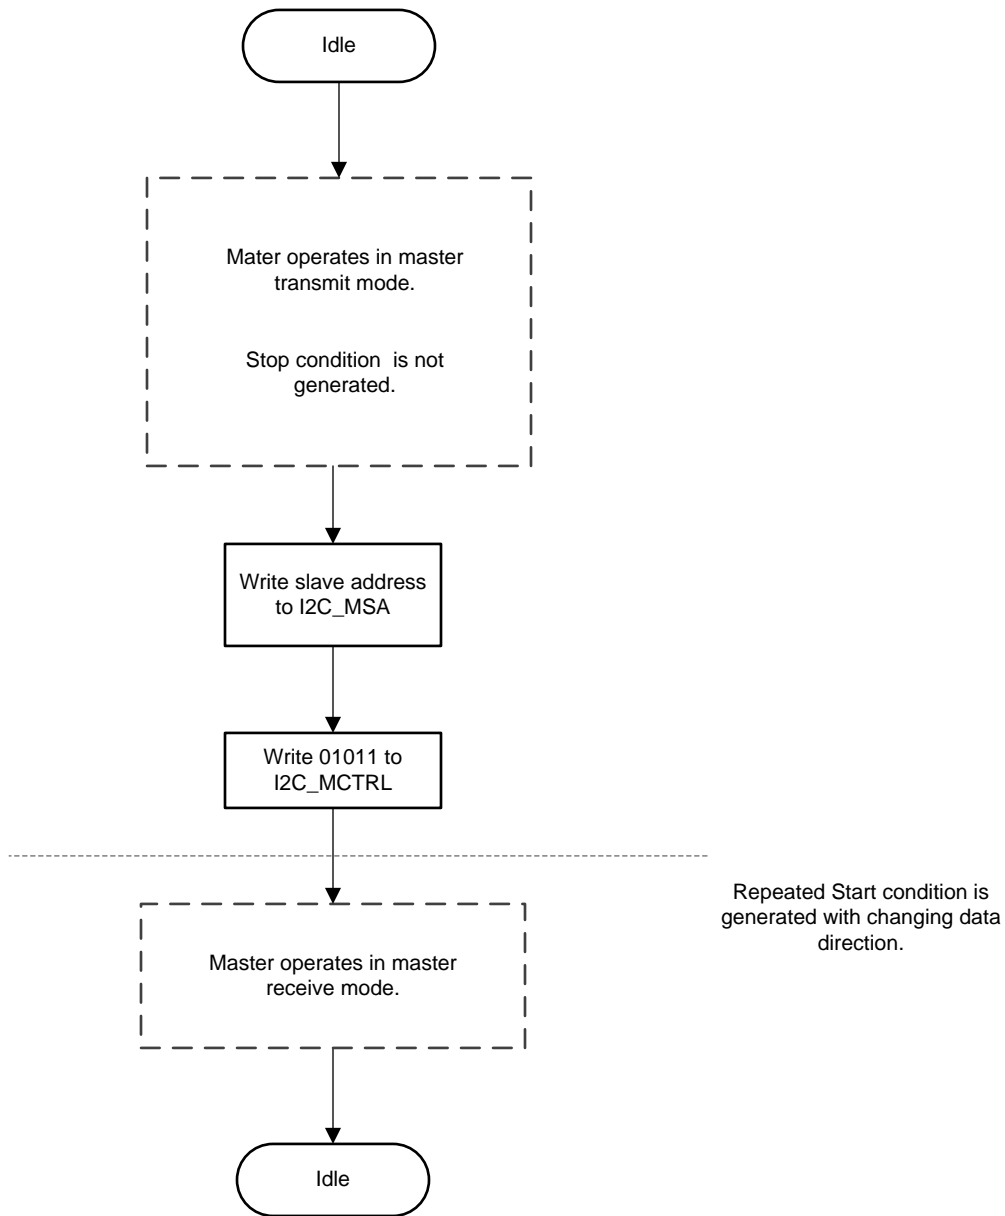 Idle
Mater operates in master
transmit mode.
Stop condition  is not
generated.
Write slave address
to I2C_MSA
Write 01011 to
I2C_MCTRL
Repeated Start condition is
generated with changing data
direction.
Master operates in master
receive mode.
Idle